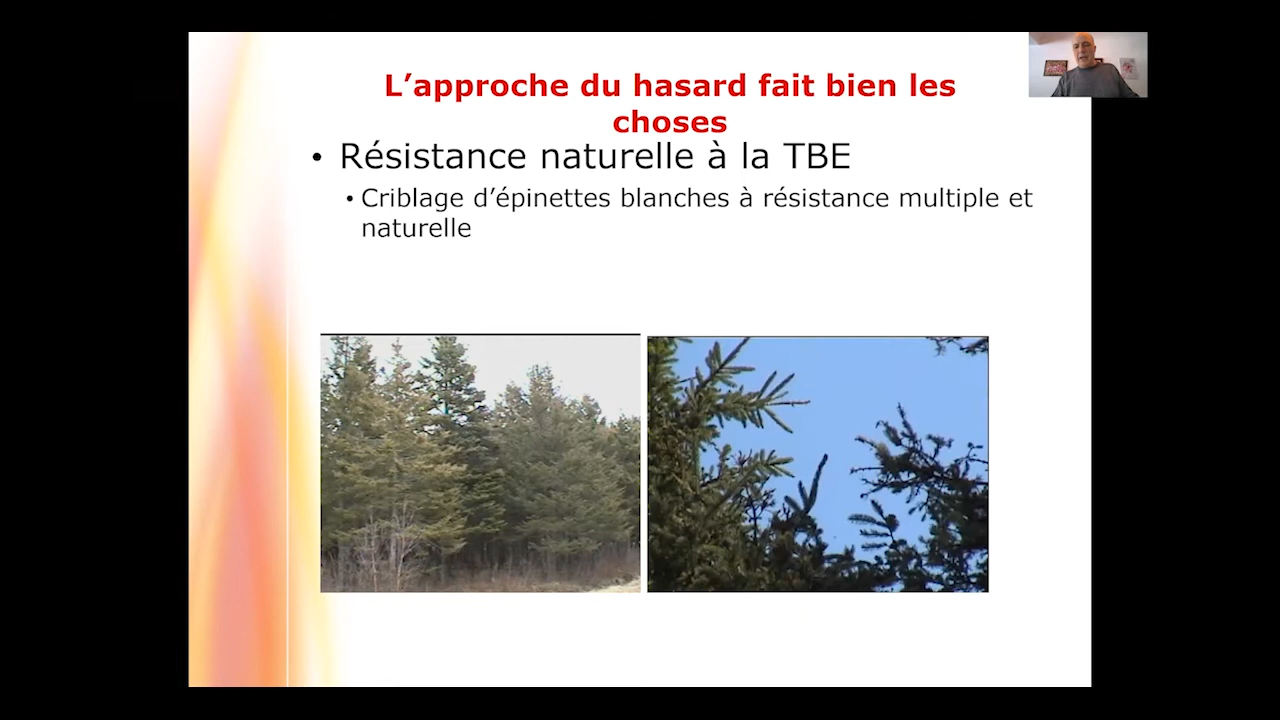 L’approche du hasard fait bien les
choses
• Résistance naturelle à la TBE
• Criblage d’épinettes blanches à résistance multiple et
naturelle